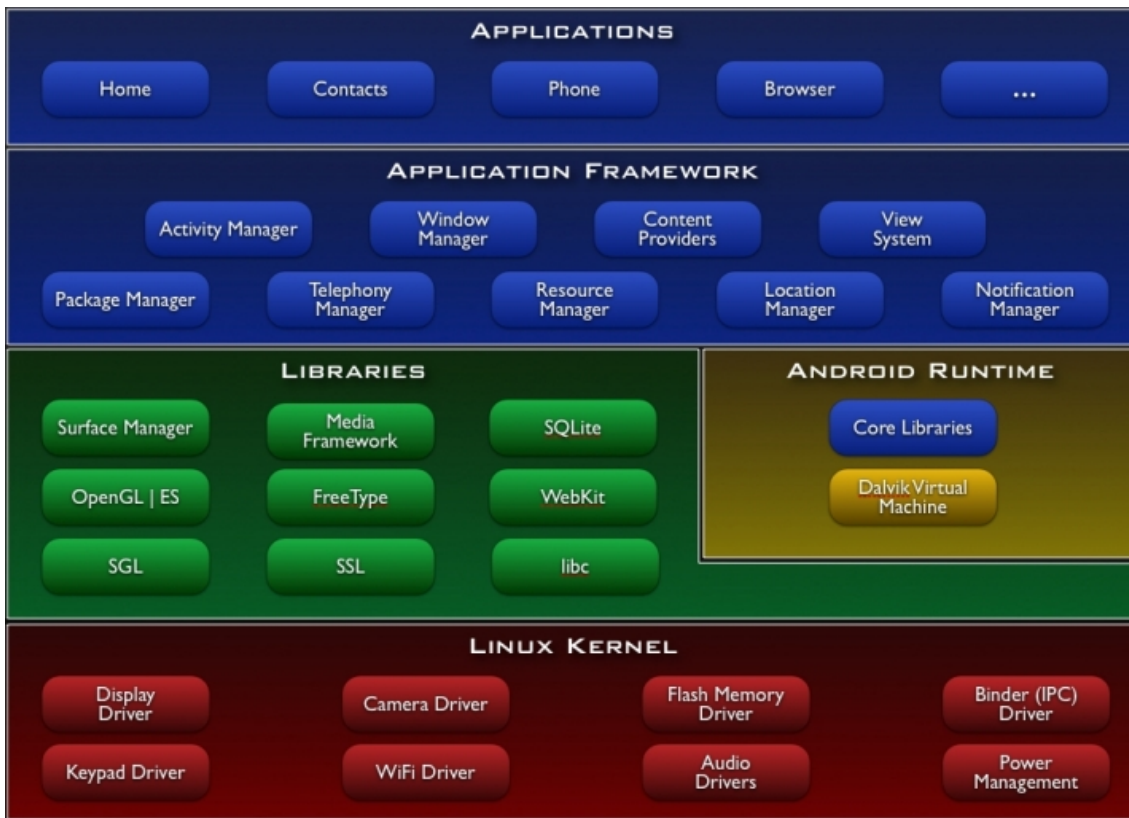 APPLICATIONS
Home
Contacts
Phone
Browser
...
APPLICATION FRAMEWORK
Activity Manager
Window
Manager
Content
Providers
View
System
Package Manager
Telephony
Manager
Resource
Manager
Location
Manager
Notification
Manager
LIBRARIES
Surface Manager
Media
Framework
SQLite
OpenGL | ES
FreeType
WebKit
SGL
SSL
libc
ANDROID RUNTIME
Core Libraries
Dalvik Virtual
Machine
LINUX KERNEL
Display
Driver
Camera Driver
Flash Memory
Driver
Binder (IPC)
Driver
Keypad Driver
WiFi Driver
Audio
Drivers
Power
Management